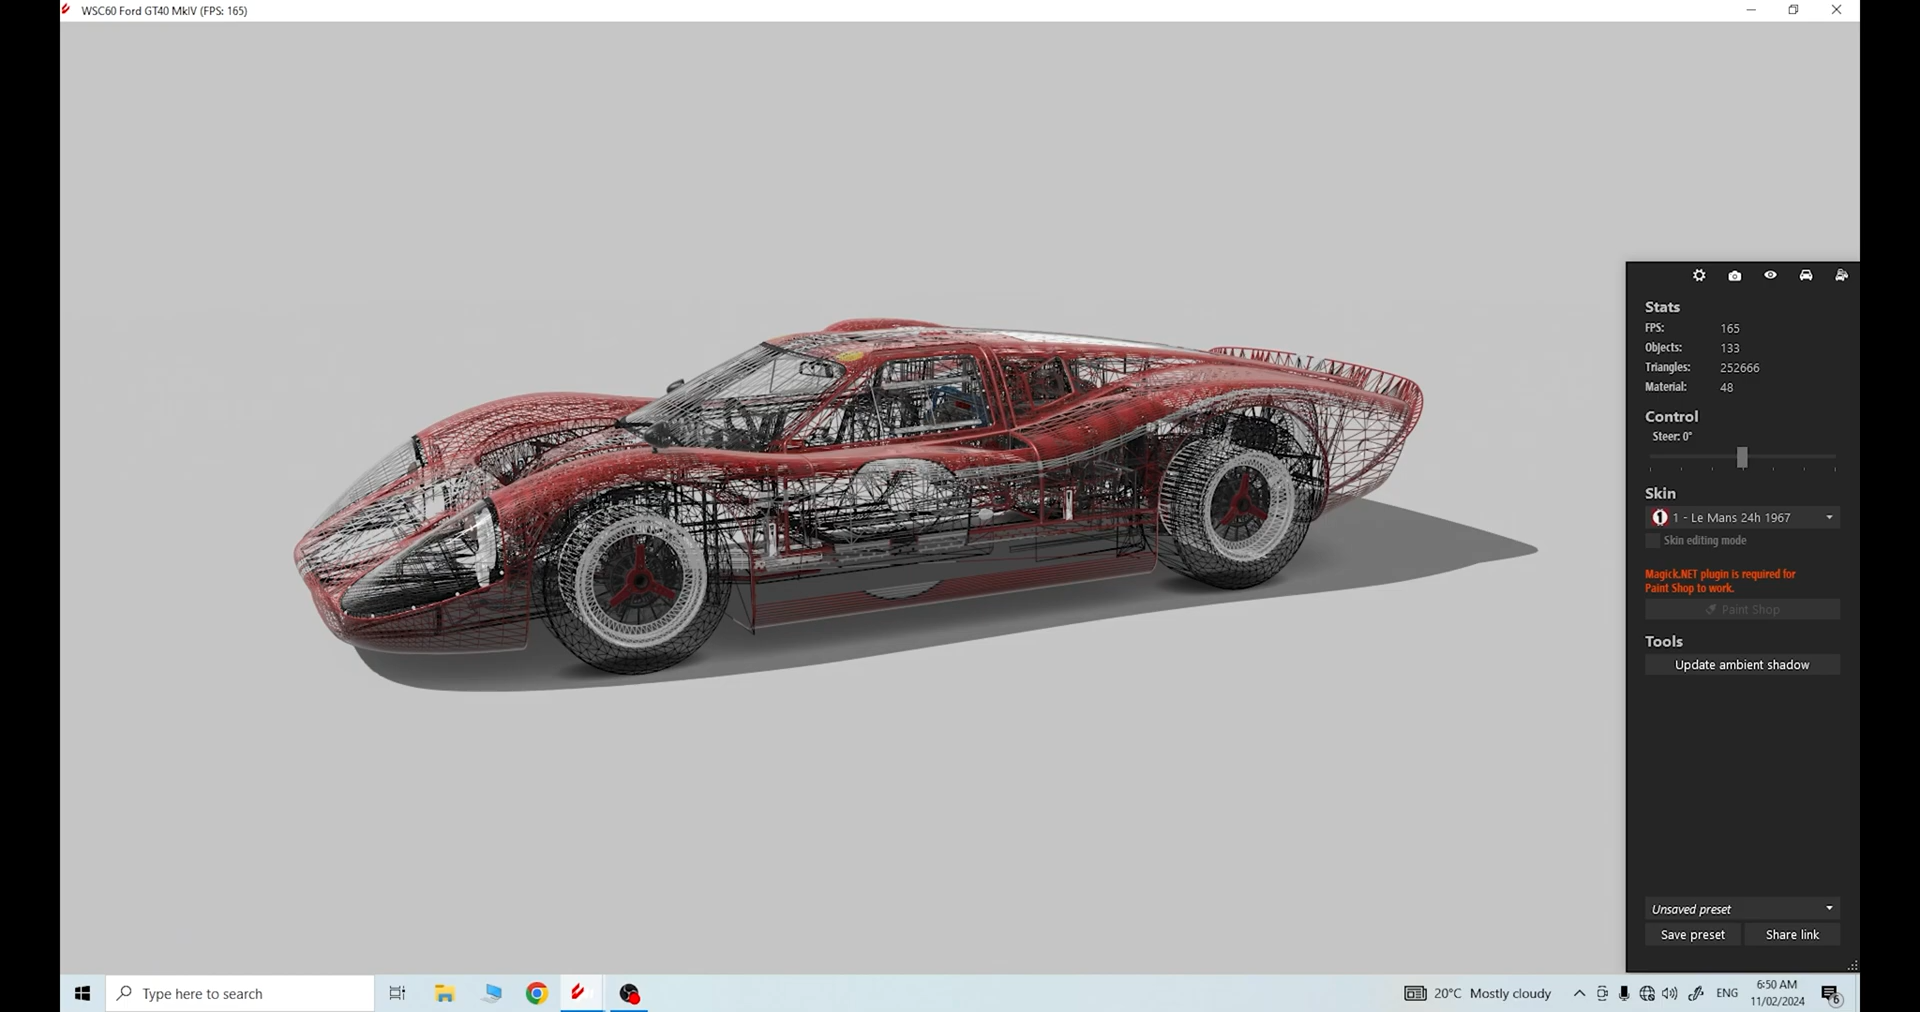 WSC60 Ford GT40 MkIV (FPS: 165)
Stats
FPS: 165
Objects: 133
Triangles: 252666
Material: 48
Control
Steer: 0°
Skin
1 - Le Mans 24h 1967
Skin editing mode
Magick.NET plugin is required for
Paint Shop to work.
Paint Shop
Tools
Update ambient shadow
Unsaved preset
Save preset Share link
Type here to search
20°C Mostly cloudy
ENG
6:50 AM
11/02/2024
6